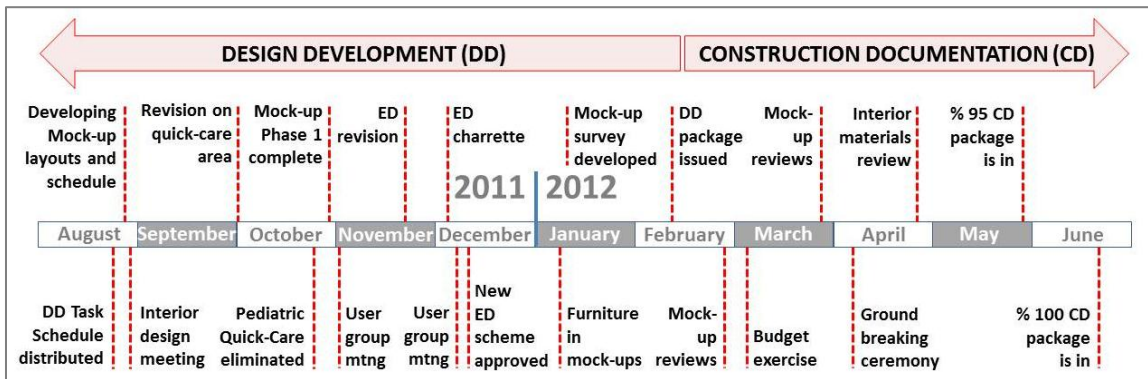 DESIGN DEVELOPMENT (DD)
CONSTRUCTION DOCUMENTATION (CD)
Developing
Mock-up
layouts and
schedule
Revision on
quick-care
area
Mock-up
Phase 1
complete
ED
revision
ED
charrette
Mock-up
survey
developed
DD
package
issued
Mock-
up
reviews
Interior
materials
review
% 95 CD
package
is in
2011
2012
August
September
October
November
December
January
February
March
April
May
June
DD Task
Schedule
distributed
Interior
design
meeting
Pediatric
Quick-Care
eliminated
User
group
mtng
User
group
mtng
New
ED
scheme
approved
Furniture
in
mock-ups
Mock-
up
reviews
Budget
exercise
Ground
breaking
ceremony
% 100 CD
package
is in